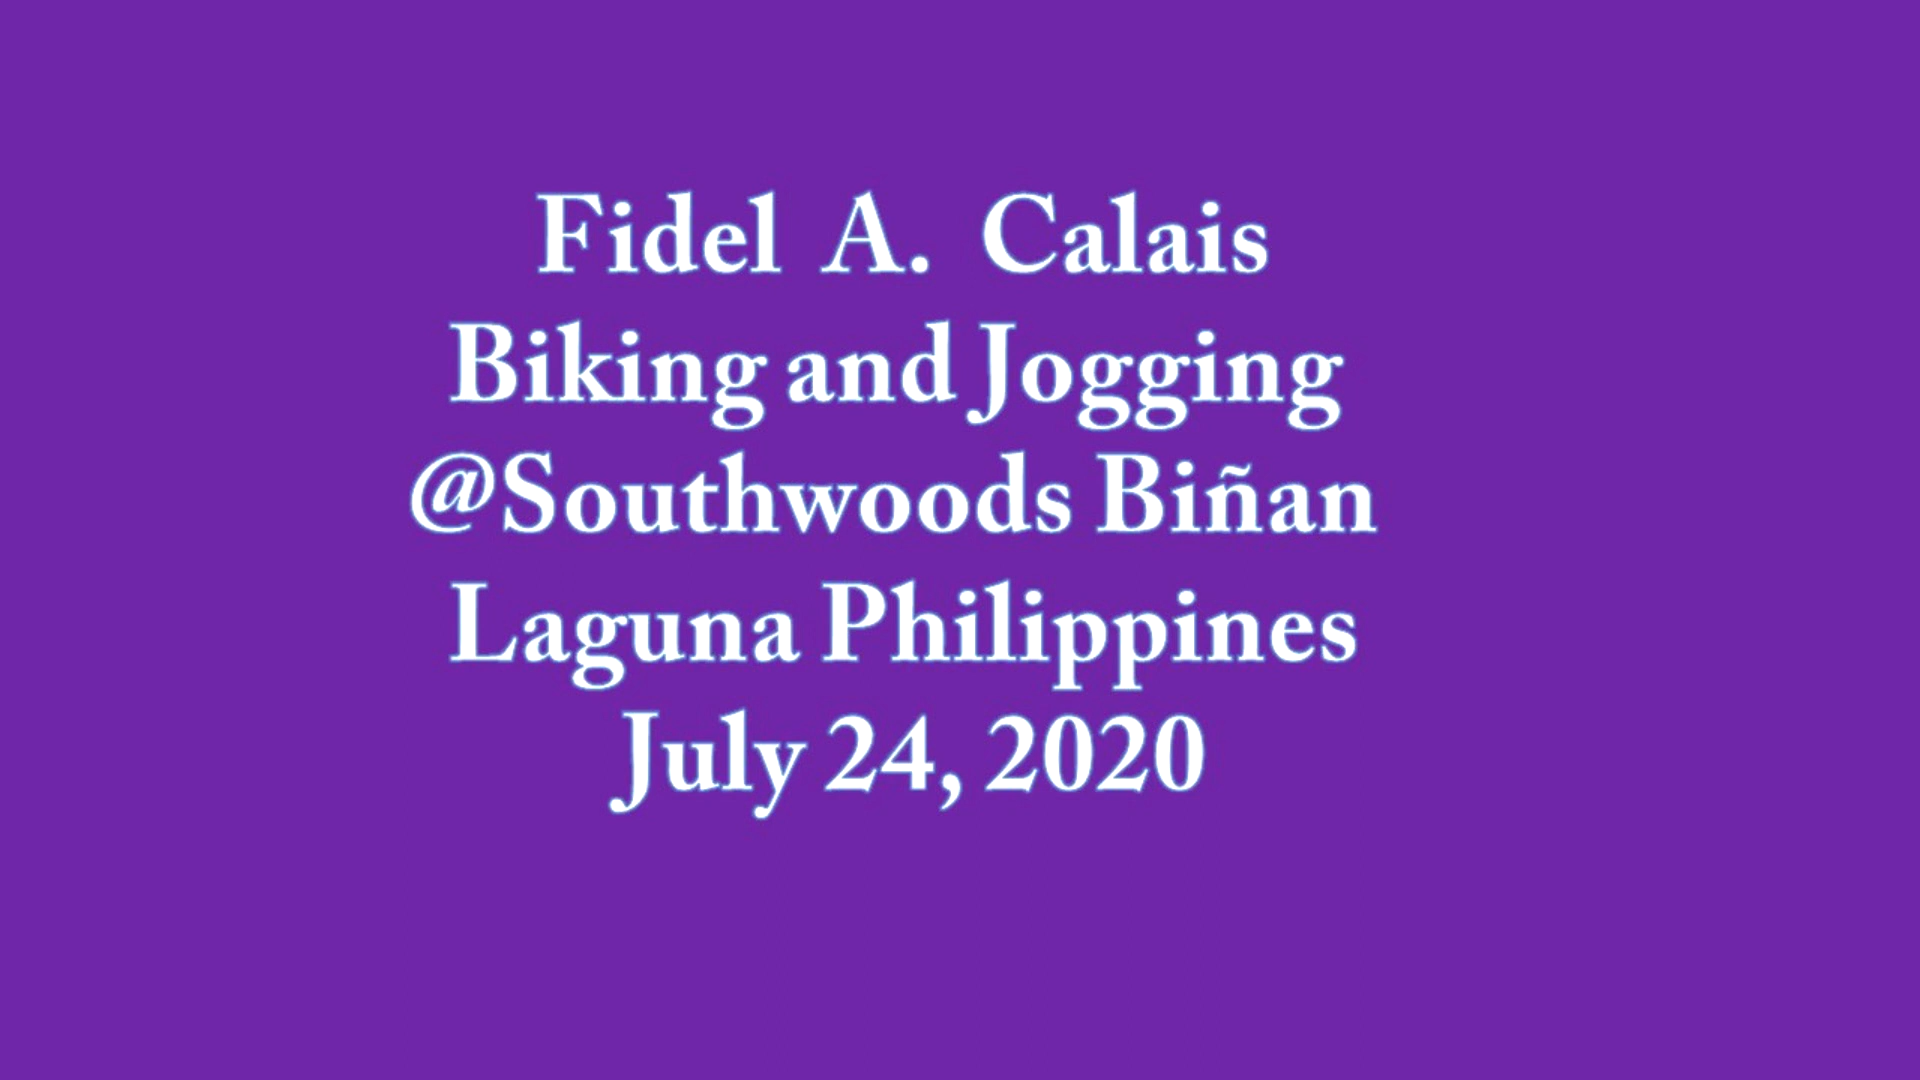 Fidel A. Calais
Biking and Jogging
@Southwoods Biñan
Laguna Philippines
July 24, 2020